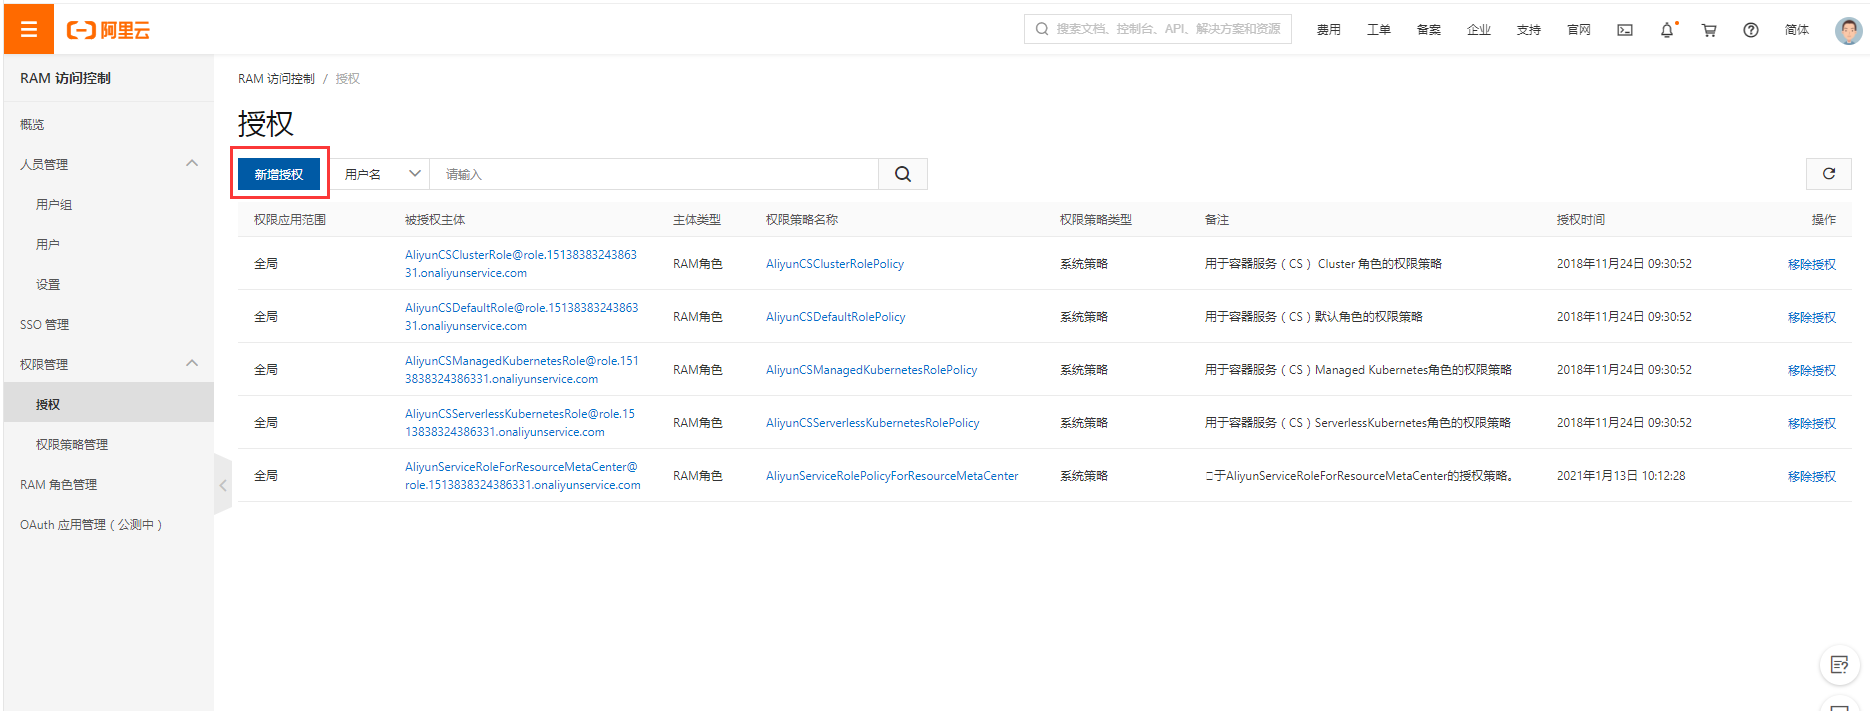 阿里云
搜索文档、控制台、API、解决方案和资源
费用 工单 备案 企业 支持 官网 简体
RAM 访问控制
概览
人员管理
用户组
用户
设置
SSO 管理
权限管理
授权
权限策略管理
RAM 角色管理
OAuth 应用管理（公测中）
RAM 访问控制 / 授权
授权
新增授权 用户名 请输入
权限应用范围 被授权主体 主体类型 权限策略名称 权限策略类型 备注 授权时间 操作
全局 AliyunCSClusterRole@role.15138383243863 RAM角色 AliyunCSClusterRolePolicy 系统策略 用于容器服务（CS） Cluster 角色的权限策略 2018年11月24日 09:30:52 移除授权
31.onaliyunservice.com
全局 AliyunCSDefaultRole@role.15138383243863 RAM角色 AliyunCSDefaultRolePolicy 系统策略 用于容器服务（CS）默认角色的权限策略 2018年11月24日 09:30:52 移除授权
31.onaliyunservice.com
全局 AliyunCSManagedKubernetesRole@role.151 RAM角色 AliyunCSManagedKubernetesRolePolicy 系统策略 用于容器服务（CS）Managed Kubernetes角色的权限策略 2018年11月24日 09:30:52 移除授权
3838324386331.onaliyunservice.com
全局 AliyunCSServerlessKubernetesRole@role.15 RAM角色 AliyunCSServerlessKubernetesRolePolicy 系统策略 用于容器服务（CS）ServerlessKubernetes角色的权限策略 2018年11月24日 09:30:52 移除授权
13838324386331.onaliyunservice.com
全局 AliyunServiceRoleForResourceMetaCenter@ RAM角色 AliyunServiceRolePolicyForResourceMetaCenter 系统策略 于AliyunServiceRoleForResourceMetaCenter的授权策略。 2021年1月13日 10:12:28 移除授权
role.1513838324386331.onaliyunservice.com